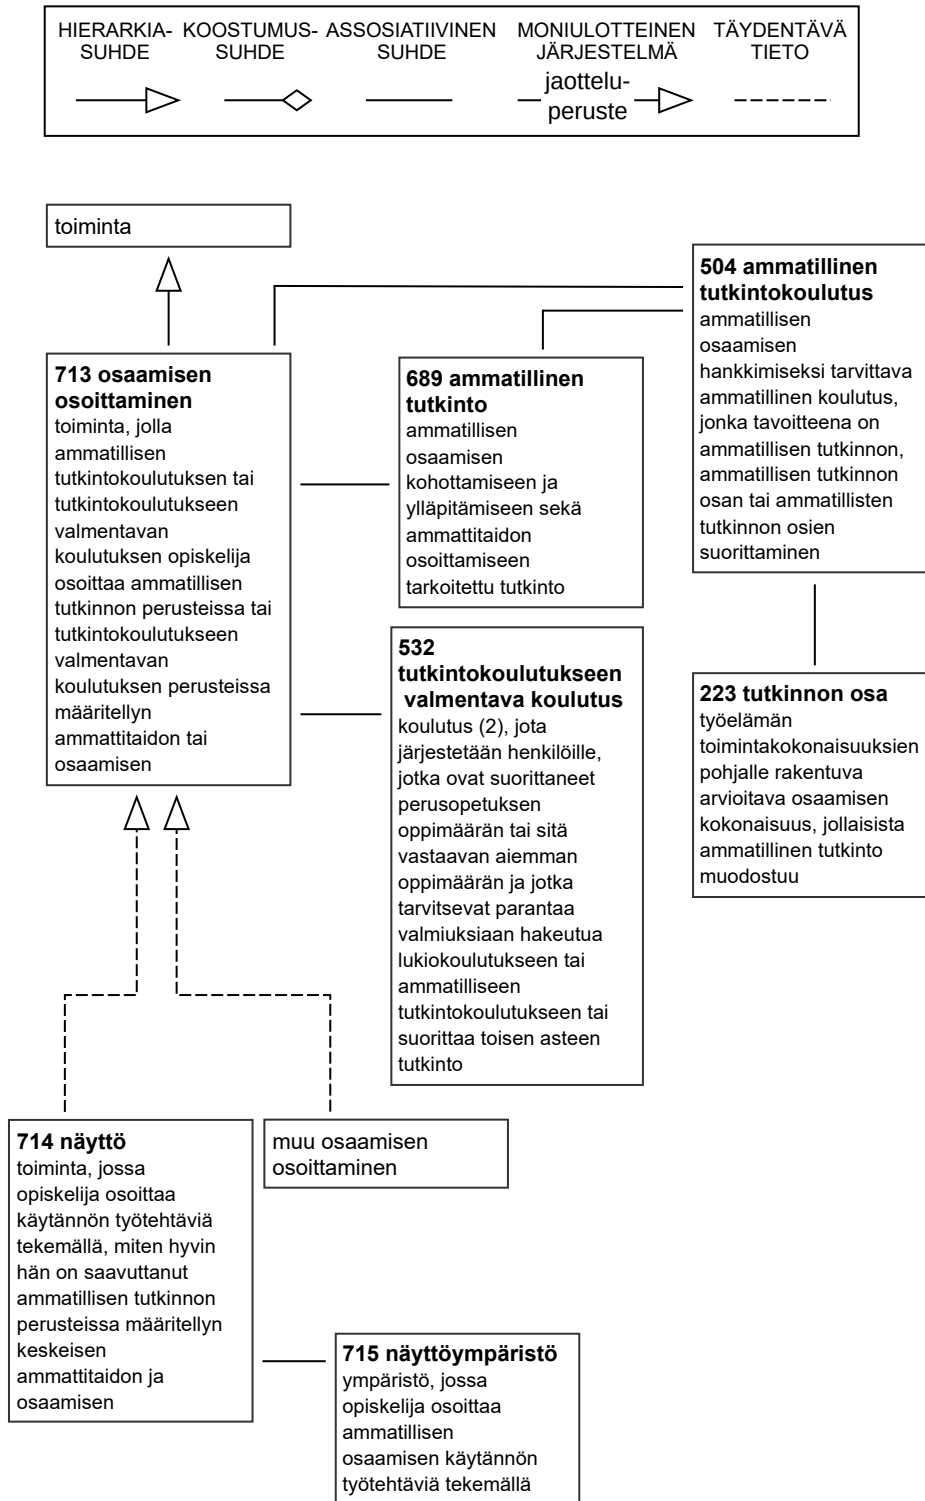 HIERARKIA-
SUHDE
KOOSTUMUS-
SUHDE
ASSOSIATIIVINEN
SUHDE
MONIULOTTEINEN
JÄRJESTELMÄ
jaottelu-
peruste
TÄYDENTÄVÄ
TIETO
toiminta
504 ammatillinen
tutkintokoulutus
ammatillisen
osaamisen
hankkimiseksi tarvittava
ammatillinen koulutus,
jonka tavoitteena on
ammatillisen tutkinnon,
ammatillisen tutkinnon
osan tai ammatillisten
tutkinnon osien
suorittaminen
713 osaamisen
osoittaminen
toiminta, jolla
ammatillisen
tutkintokoulutuksen tai
tutkintokoulutukseen
valmentavan
koulutuksen opiskelija
osoittaa ammatillisen
tutkinnon perusteissa tai
tutkintokoulutukseen
valmentavan
koulutuksen perusteissa
määritellyn
ammattitaidon tai
osaamisen
689 ammatillinen
tutkinto
ammatillisen
osaamisen
kohottamiseen ja
ylläpitämiseen sekä
ammattitaidon
osoittamiseen
tarkoitettu tutkinto
532
tutkintokoulutukseen
valmentava koulutus
koulutus (2), jota
järjestetään henkilöille,
jotka ovat suorittaneet
perusopetuksen
oppimäärän tai sitä
vastaavan aiemman
oppimäärän ja jotka
tarvitsevat parantaa
valmiuksiaan hakeutua
lukiokoulutukseen tai
ammatilliseen
tutkintokoulutukseen tai
suorittaa toisen asteen
tutkinto
223 tutkinnon osa
työelämän
toimintakokonaisuuksien
pohjalle rakentuva
arvioitava osaamisen
kokonaisuus, jollaisista
ammatillinen tutkinto
muodostuu
714 näyttö
toiminta, jossa
opiskelija osoittaa
käytännön työtehtäviä
tekemällä, miten hyvin
hän on saavuttanut
ammatillisen tutkinnon
perusteissa määritellyn
keskeisen
ammattitaidon ja
osaamisen
muu osaamisen
osoittaminen
715 näyttöympäristö
ympäristö, jossa
opiskelija osoittaa
ammatillisen
osaamisen käytännön
työtehtäviä tekemällä